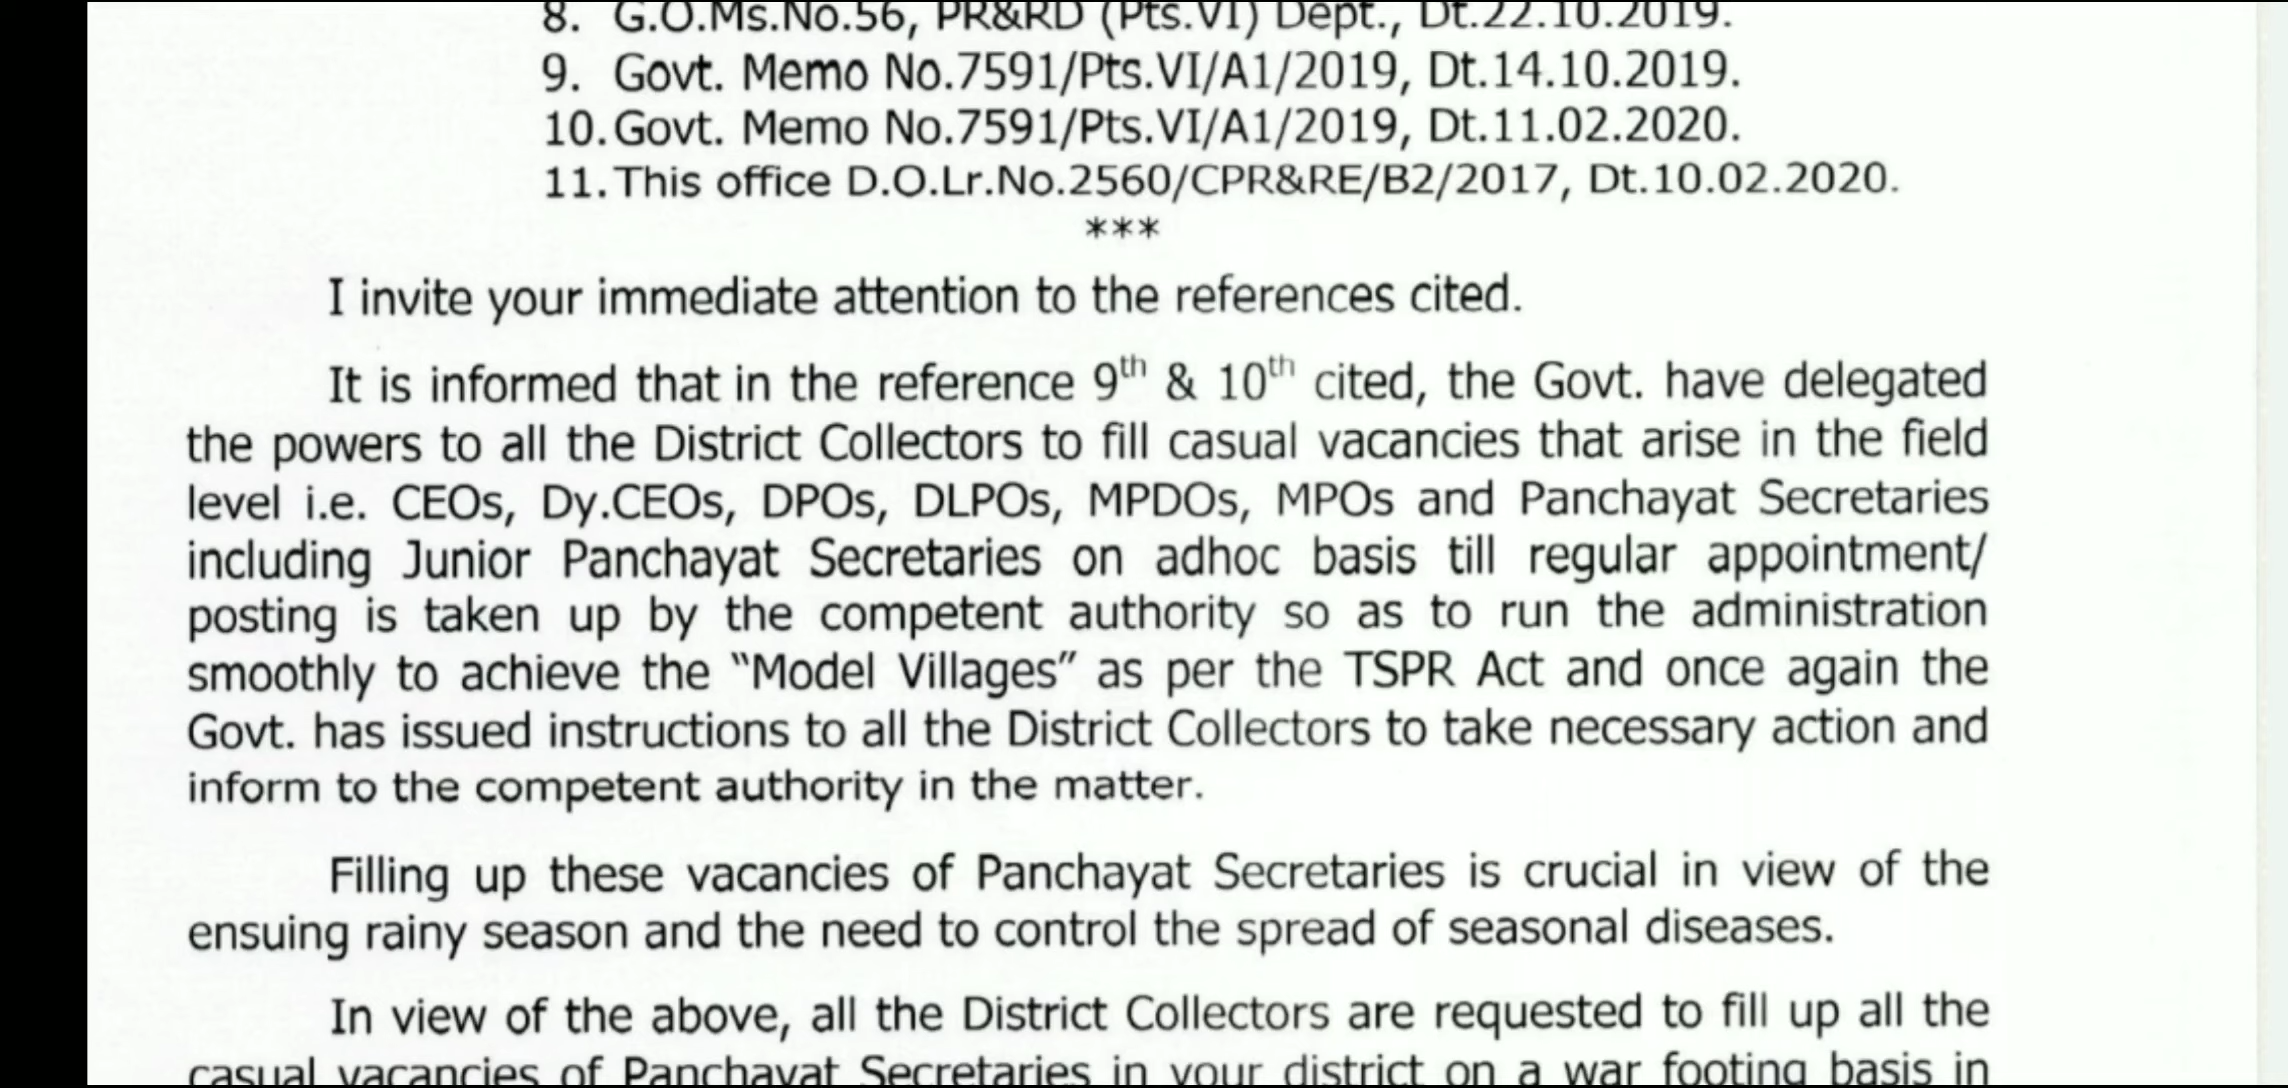 8. G.O.Ms.No.56, PR&RD (Pts.VI) Dept., Dt.22.10.2019.
9. Govt. Memo No.7591/Pts.VI/A1/2019, Dt.14.10.2019.
10. Govt. Memo No.7591/Pts.VI/A1/2019, Dt.11.02.2020.
11. This office D.O.Lr.No.2560/CPR&RE/B2/2017, Dt.10.02.2020.
***
I invite your immediate attention to the references cited.
It is informed that in the reference 9th & 10th cited, the Govt. have delegated
the powers to all the District Collectors to fill casual vacancies that arise in the field
level i.e. CEOs, Dy.CEOs, DPOs, DLPOs, MPDOs, MPOs and Panchayat Secretaries
including Junior Panchayat Secretaries on adhoc basis till regular appointment/
posting is taken up by the competent authority so as to run the administration
smoothly to achieve the “Model Villages” as per the TSPR Act and once again the
Govt. has issued instructions to all the District Collectors to take necessary action and
inform to the competent authority in the matter.
Filling up these vacancies of Panchayat Secretaries is crucial in view of the
ensuing rainy season and the need to control the spread of seasonal diseases.
In view of the above, all the District Collectors are requested to fill up all the
casual vacancies of Panchayat Secretaries in your district on a war footing basis in